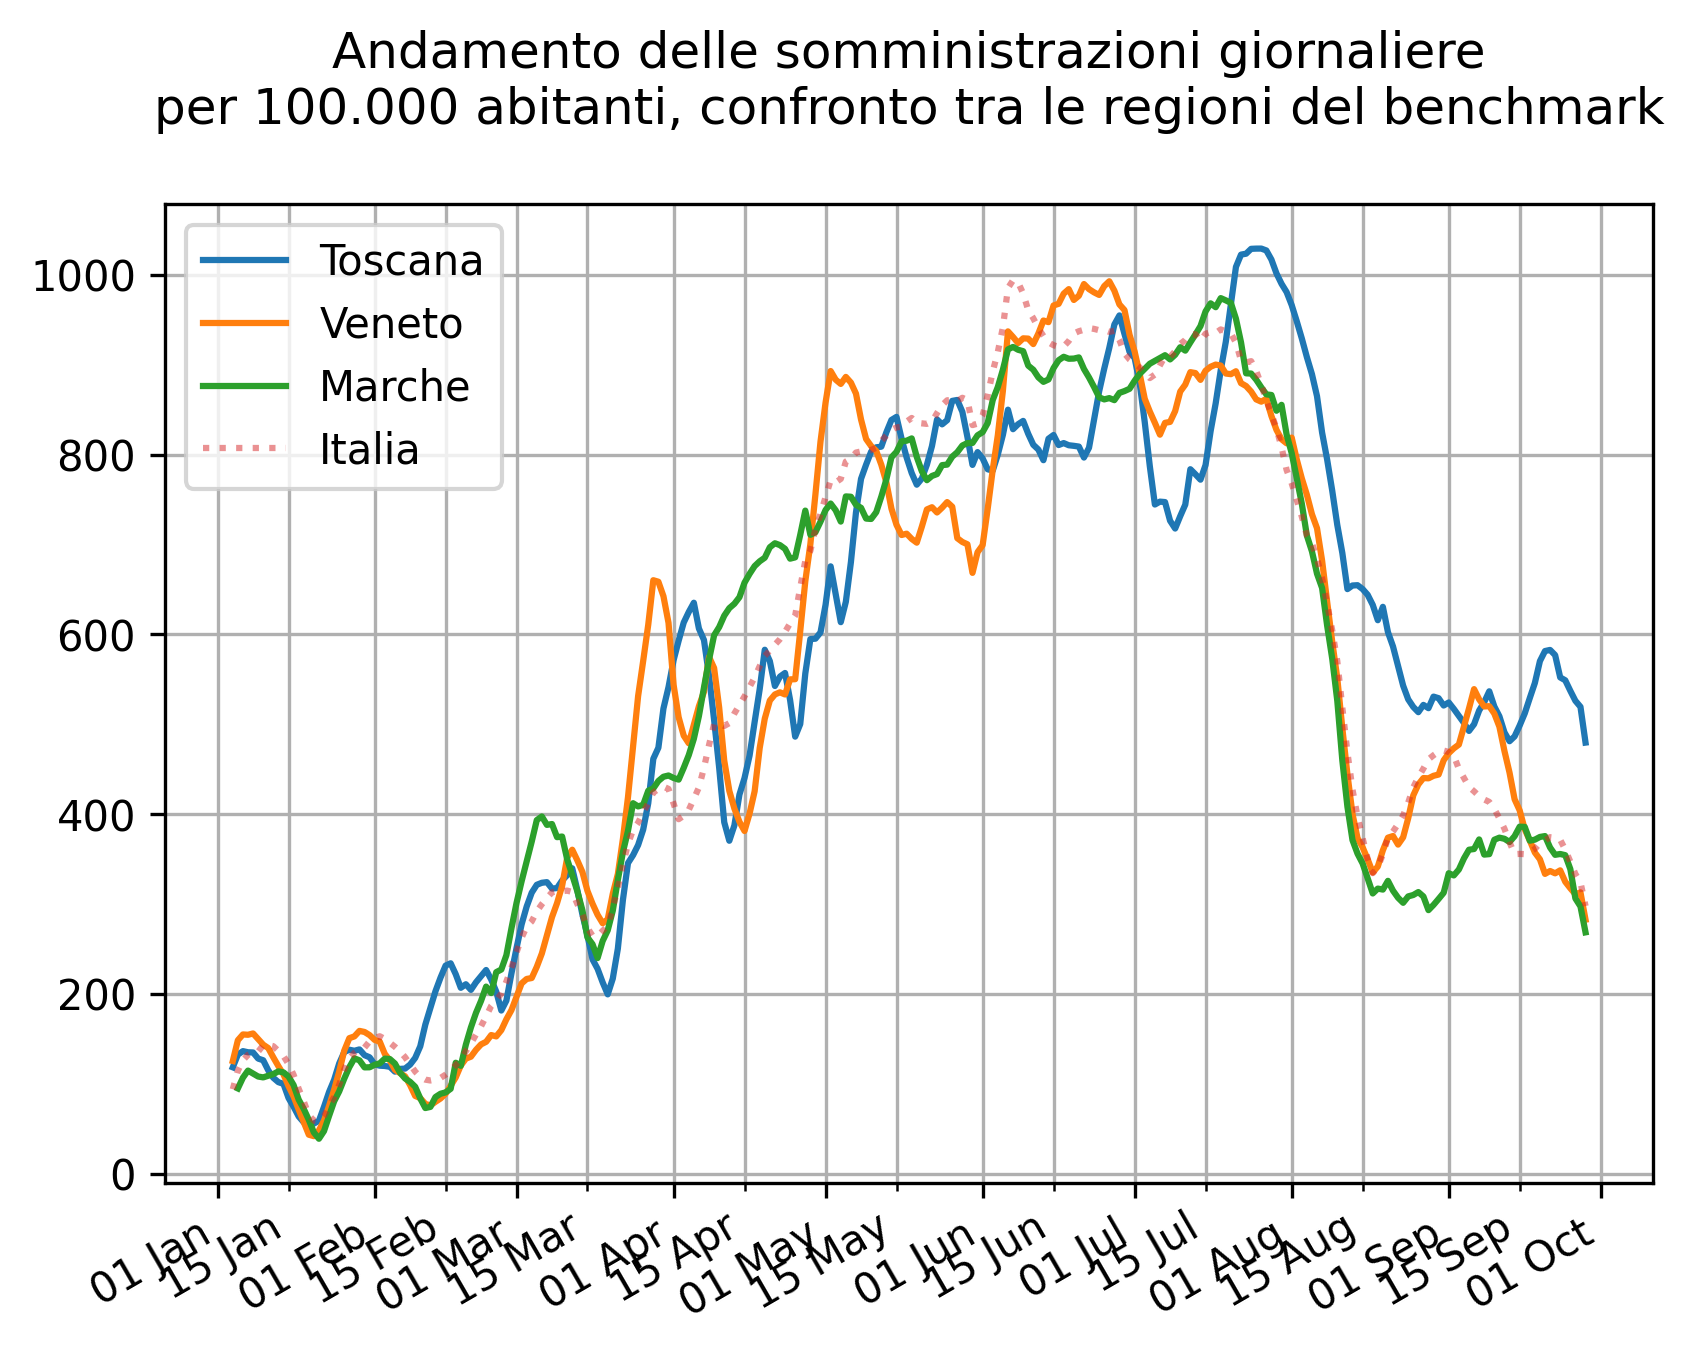 Andamento delle somministrazioni giornaliere
per 100.000 abitanti, confronto tra le regioni del benchmark
Toscana
Veneto
Marche
Italia
1000
800
600
400
200
0
01 Jan
15 Jan
01 Feb
15 Feb
01 Mar
15 Mar
01 Apr
15 Apr
01 May
15 May
01 Jun
15 Jun
01 Jul
15 Jul
01 Aug
15 Aug
01 Sep
15 Sep
01 Oct